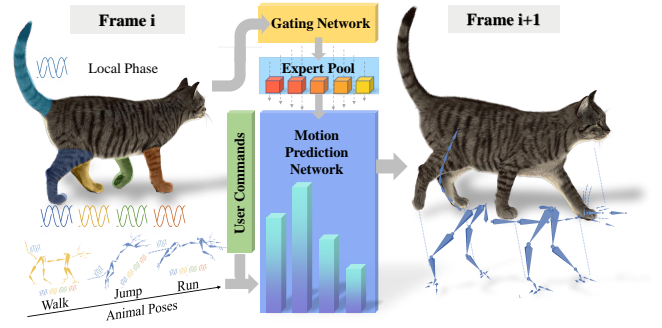 Frame i
Gating Network
Frame i+1
Local Phase
Expert Pool
User Commands
Motion
Prediction
Network
Walk
Jump
Run
Animal Poses